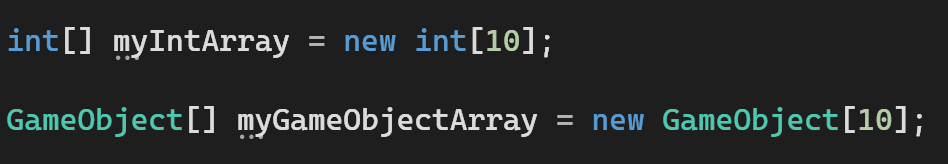 int[] myIntArray = new int[10];
GameObject[] myGameObjectArray = new GameObject[10];